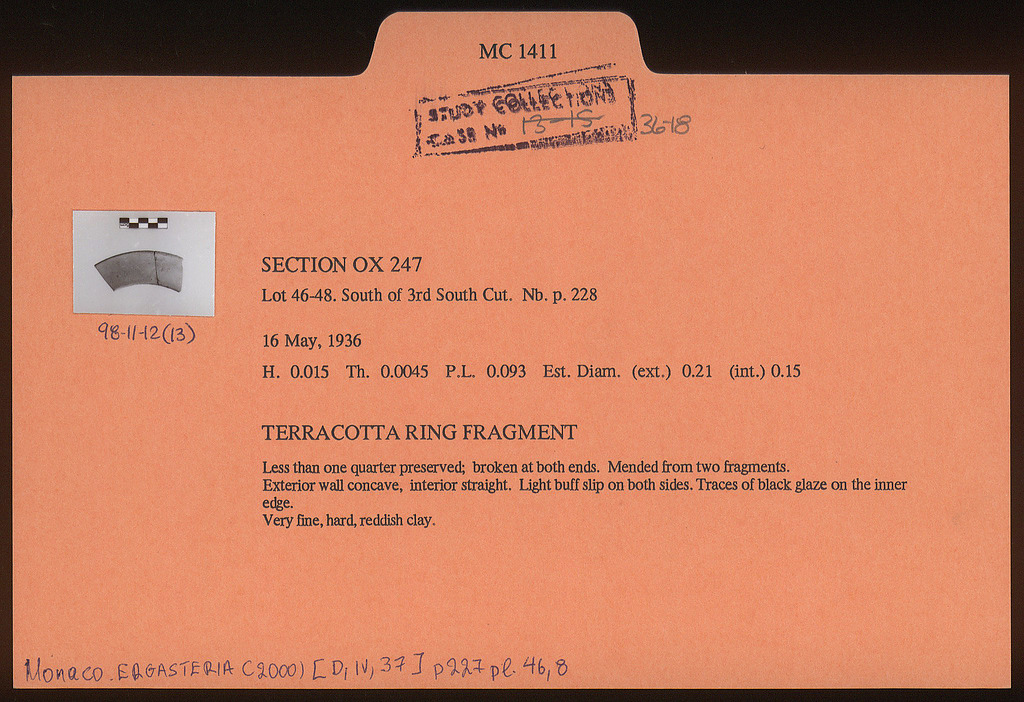 MC 1411
STUDY COLLECTIONS
CASE No 13-15 36-18
98-11-12(13)
SECTION OX 247
Lot 46-48. South of 3rd South Cut. Nb. p. 228
16 May, 1936
H. 0.015 Th. 0.0045 P.L. 0.093 Est. Diam. (ext.) 0.21 (int.) 0.15
TERRACOTTA RING FRAGMENT
Less than one quarter preserved; broken at both ends. Mended from two fragments.
Exterior wall concave, interior straight. Light buff slip on both sides. Traces of black glaze on the inner
edge.
Very fine, hard, reddish clay.
Monaco. ERGASTERIA (2000) [D, IV, 37] p 227 pl. 46, 8